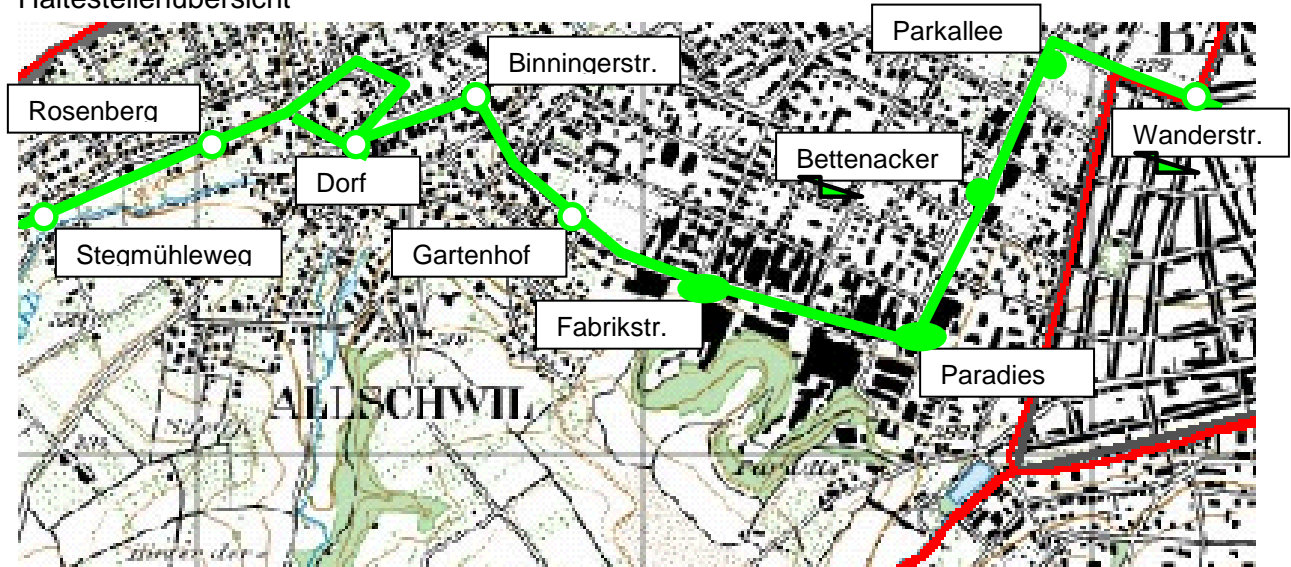 Haltestellenübersicht
Parkallee
Binningerstr.
Rosenberg
Wanderstr.
Bettenacker
Dorf
Stegmühleweg
Gartenhof
Fabrikstr.
Paradies
ALLSCHWIL